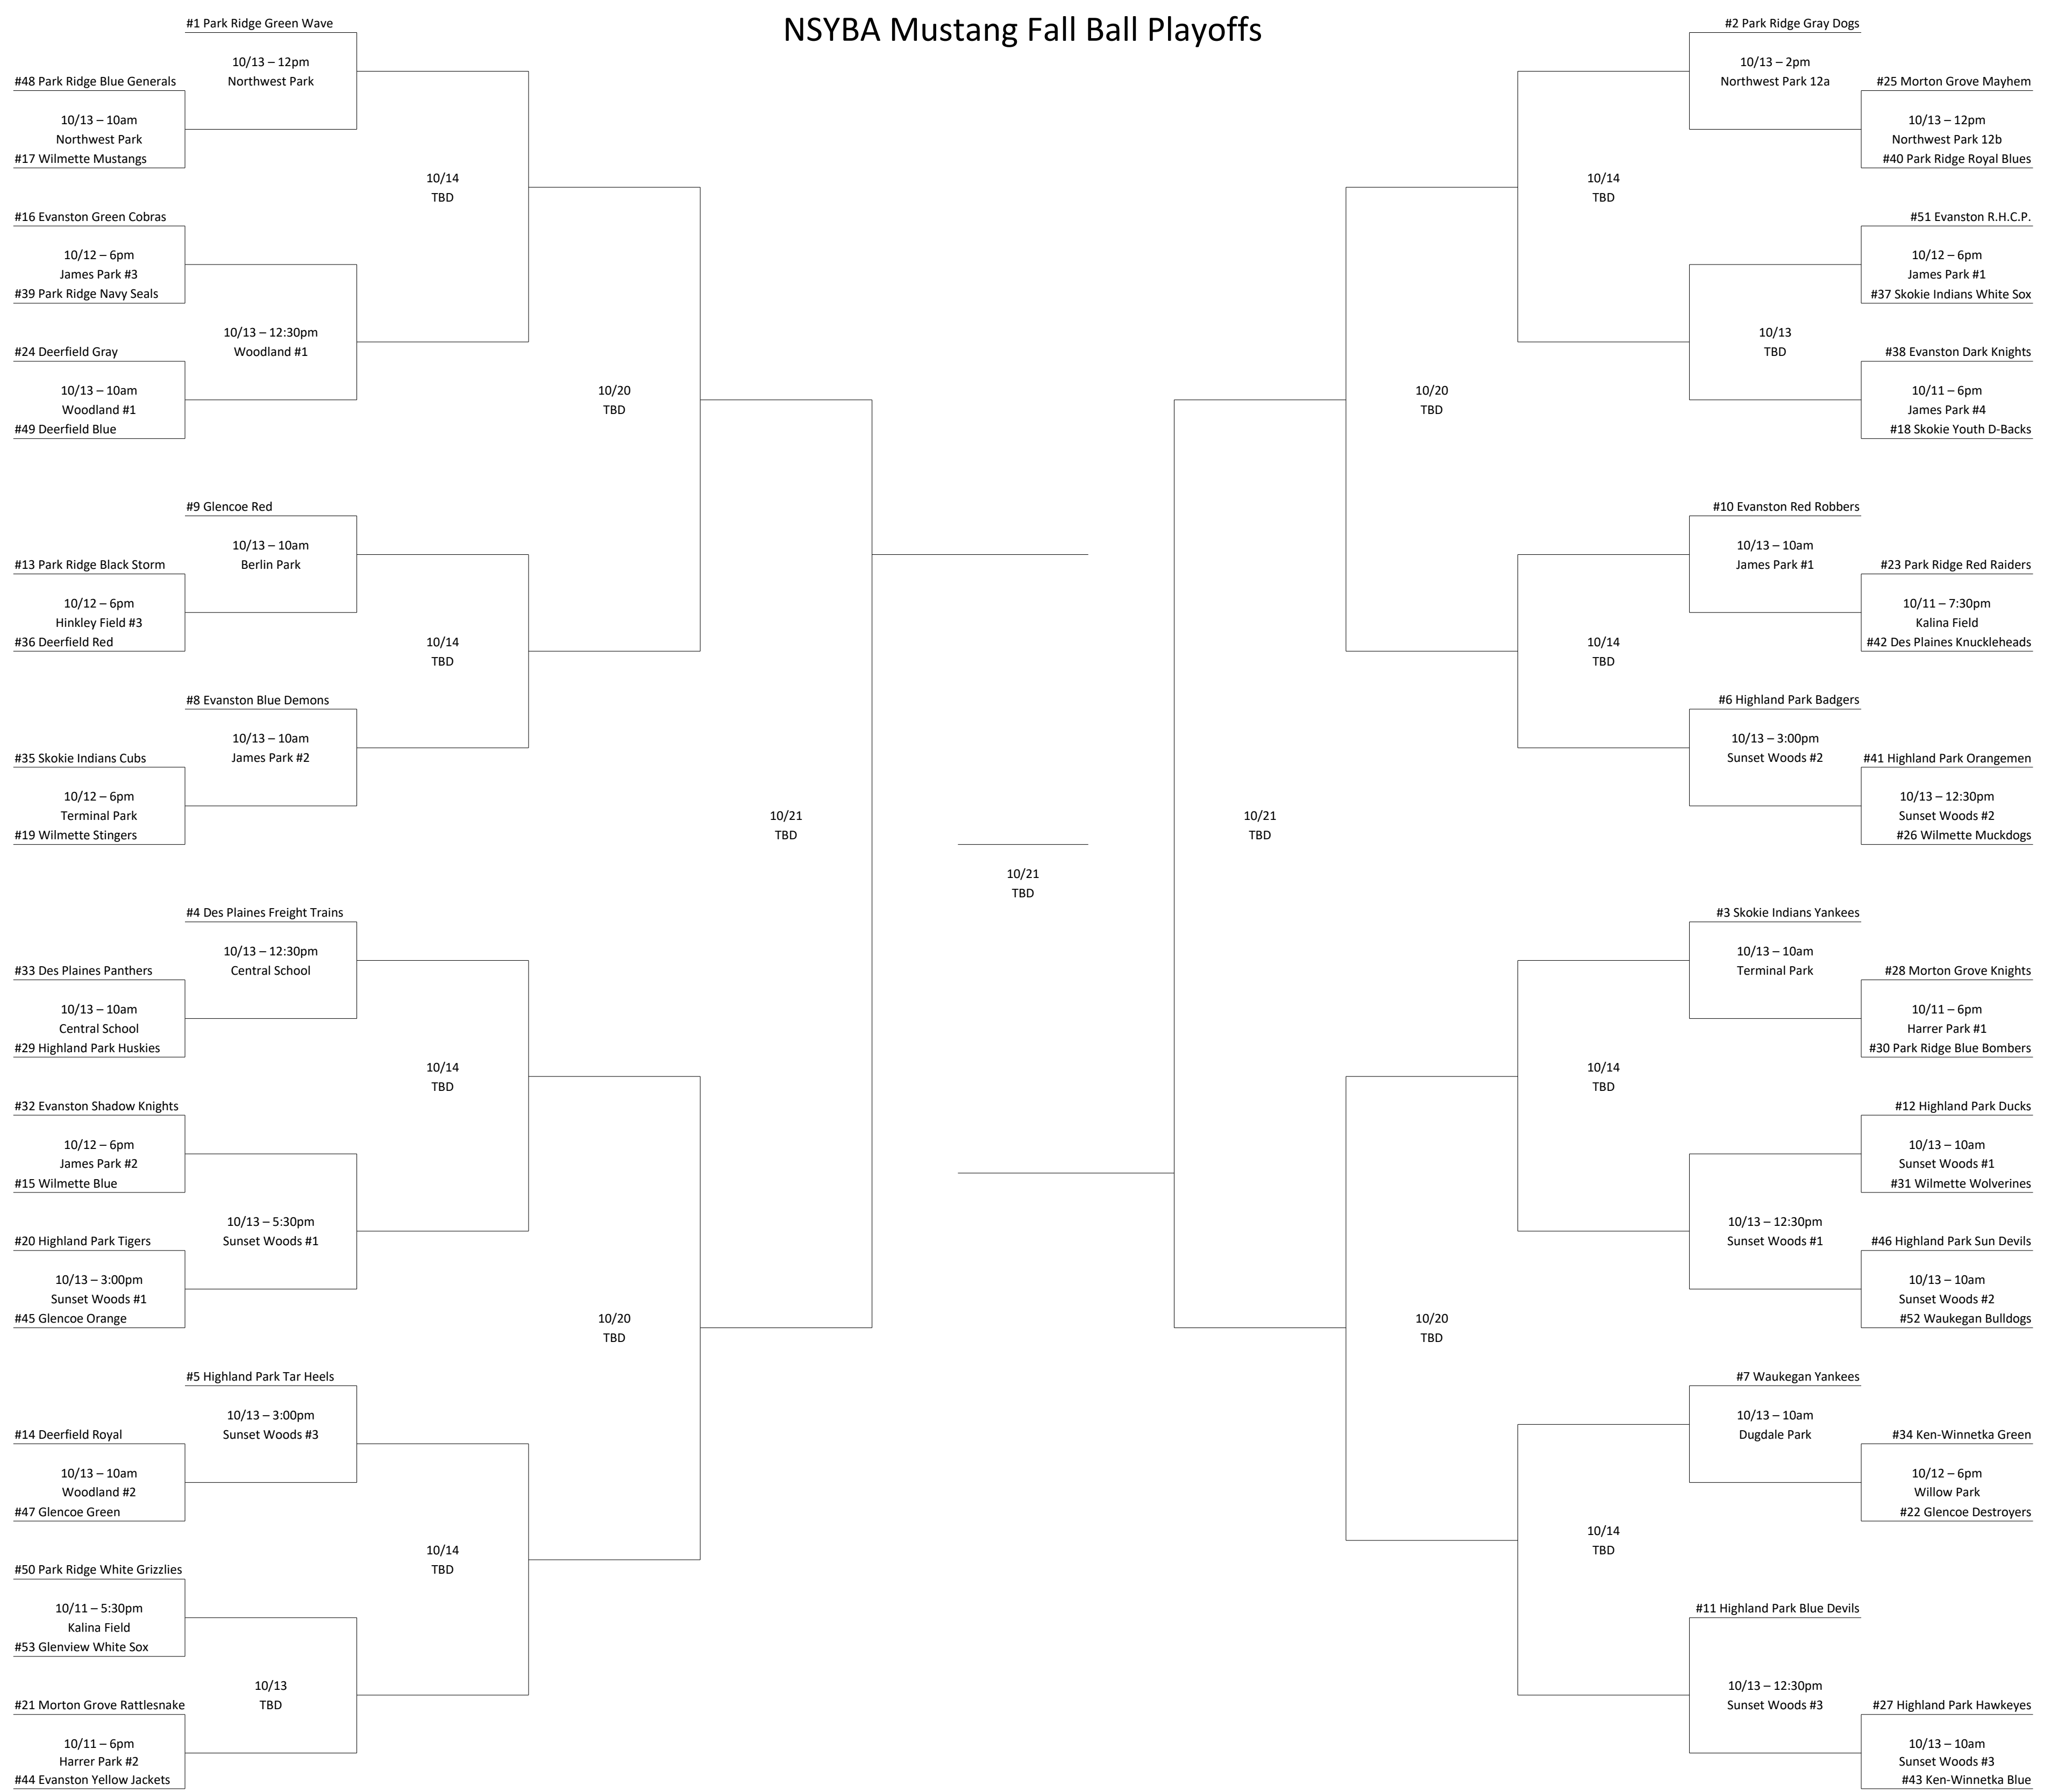 NSYBA Mustang Fall Ball Playoffs
#1 Park Ridge Green Wave
10/13 – 12pm
Northwest Park
#48 Park Ridge Blue Generals
10/13 – 10am
Northwest Park
#17 Wilmette Mustangs
10/14
TBD
#16 Evanston Green Cobras
10/12 – 6pm
James Park #3
#39 Park Ridge Navy Seals
10/13 – 12:30pm
Woodland #1
#24 Deerfield Gray
10/13 – 10am
Woodland #1
#49 Deerfield Blue
10/20
TBD
#9 Glencoe Red
10/13 – 10am
Berlin Park
#13 Park Ridge Black Storm
10/12 – 6pm
Hinkley Field #3
#36 Deerfield Red
10/14
TBD
#8 Evanston Blue Demons
10/13 – 10am
James Park #2
#35 Skokie Indians Cubs
10/12 – 6pm
Terminal Park
#19 Wilmette Stingers
10/21
TBD
#4 Des Plaines Freight Trains
10/13 – 12:30pm
Central School
#33 Des Plaines Panthers
10/13 – 10am
Central School
#29 Highland Park Huskies
10/14
TBD
#32 Evanston Shadow Knights
10/12 – 6pm
James Park #2
#15 Wilmette Blue
10/13 – 5:30pm
Sunset Woods #1
#20 Highland Park Tigers
10/13 – 3:00pm
Sunset Woods #1
#45 Glencoe Orange
10/20
TBD
#5 Highland Park Tar Heels
10/13 – 3:00pm
Sunset Woods #3
#14 Deerfield Royal
10/13 – 10am
Woodland #2
#47 Glencoe Green
10/14
TBD
#50 Park Ridge White Grizzlies
10/11 – 5:30pm
Kalina Field
#53 Glenview White Sox
10/13
TBD
#21 Morton Grove Rattlesnake
10/11 – 6pm
Harrer Park #2
#44 Evanston Yellow Jackets
10/21
TBD
#2 Park Ridge Gray Dogs
10/13 – 2pm
Northwest Park 12a
#25 Morton Grove Mayhem
10/13 – 12pm
Northwest Park 12b
#40 Park Ridge Royal Blues
10/14
TBD
#51 Evanston R.H.C.P.
10/12 – 6pm
James Park #1
#37 Skokie Indians White Sox
10/13
TBD
#38 Evanston Dark Knights
10/11 – 6pm
James Park #4
#18 Skokie Youth D-Backs
10/20
TBD
#10 Evanston Red Robbers
10/13 – 10am
James Park #1
#23 Park Ridge Red Raiders
10/11 – 7:30pm
Kalina Field
#42 Des Plaines Knuckleheads
10/14
TBD
#6 Highland Park Badgers
10/13 – 3:00pm
Sunset Woods #2
#41 Highland Park Orangemen
10/13 – 12:30pm
Sunset Woods #2
#26 Wilmette Muckdogs
10/21
TBD
#3 Skokie Indians Yankees
10/13 – 10am
Terminal Park
#28 Morton Grove Knights
10/11 – 6pm
Harrer Park #1
#30 Park Ridge Blue Bombers
10/14
TBD
#12 Highland Park Ducks
10/13 – 10am
Sunset Woods #1
#31 Wilmette Wolverines
10/13 – 12:30pm
Sunset Woods #1
#46 Highland Park Sun Devils
10/13 – 10am
Sunset Woods #2
#52 Waukegan Bulldogs
10/20
TBD
#7 Waukegan Yankees
10/13 – 10am
Dugdale Park
#34 Ken-Winnetka Green
10/12 – 6pm
Willow Park
#22 Glencoe Destroyers
10/14
TBD
#11 Highland Park Blue Devils
10/13 – 12:30pm
Sunset Woods #3
#27 Highland Park Hawkeyes
10/13 – 10am
Sunset Woods #3
#43 Ken-Winnetka Blue